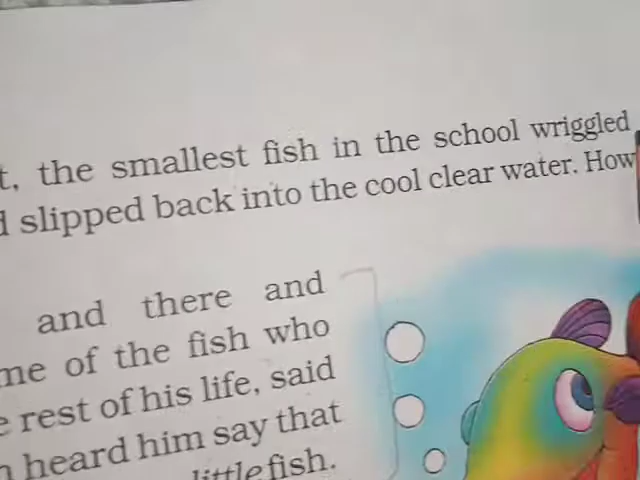 the smallest fish in the school wriggled
slipped back into the cool clear water. How
and there and
me of the fish who
rest of his life, said
heard him say that
little fish.